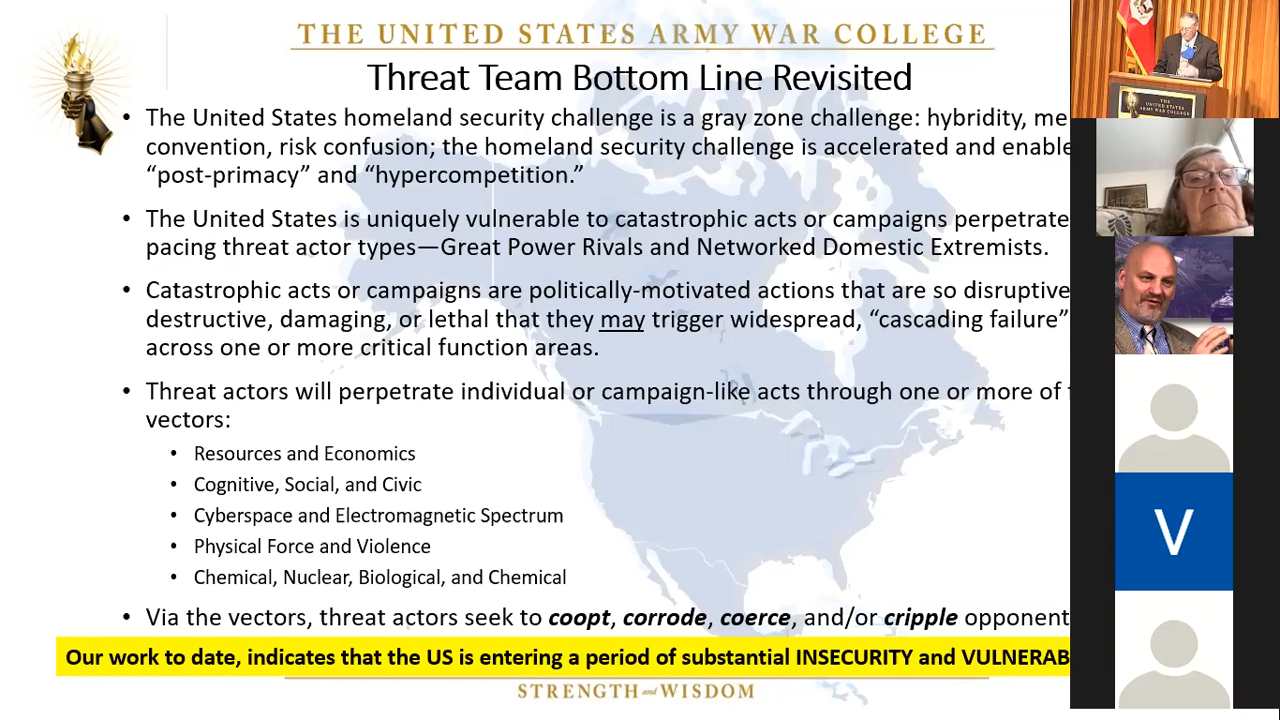 THE UNITED STATES ARMY WAR COLLEGE
Threat Team Bottom Line Revisited
• The United States homeland security challenge is a gray zone challenge: hybridity, me
convention, risk confusion; the homeland security challenge is accelerated and enable
“post-primacy” and “hypercompetition.”
• The United States is uniquely vulnerable to catastrophic acts or campaigns perpetrate
pacing threat actor types—Great Power Rivals and Networked Domestic Extremists.
• Catastrophic acts or campaigns are politically-motivated actions that are so disruptive
destructive, damaging, or lethal that they may trigger widespread, “cascading failure”
across one or more critical function areas.
• Threat actors will perpetrate individual or campaign-like acts through one or more of
vectors:
• Resources and Economics
• Cognitive, Social, and Civic
• Cyberspace and Electromagnetic Spectrum
• Physical Force and Violence
• Chemical, Nuclear, Biological, and Chemical
• Via the vectors, threat actors seek to coopt, corrode, coerce, and/or cripple opponent
Our work to date, indicates that the US is entering a period of substantial INSECURITY and VULNERAB
STRENGTH and WISDOM
THE
UNITED STATES
ARMY WAR COLLEGE
V